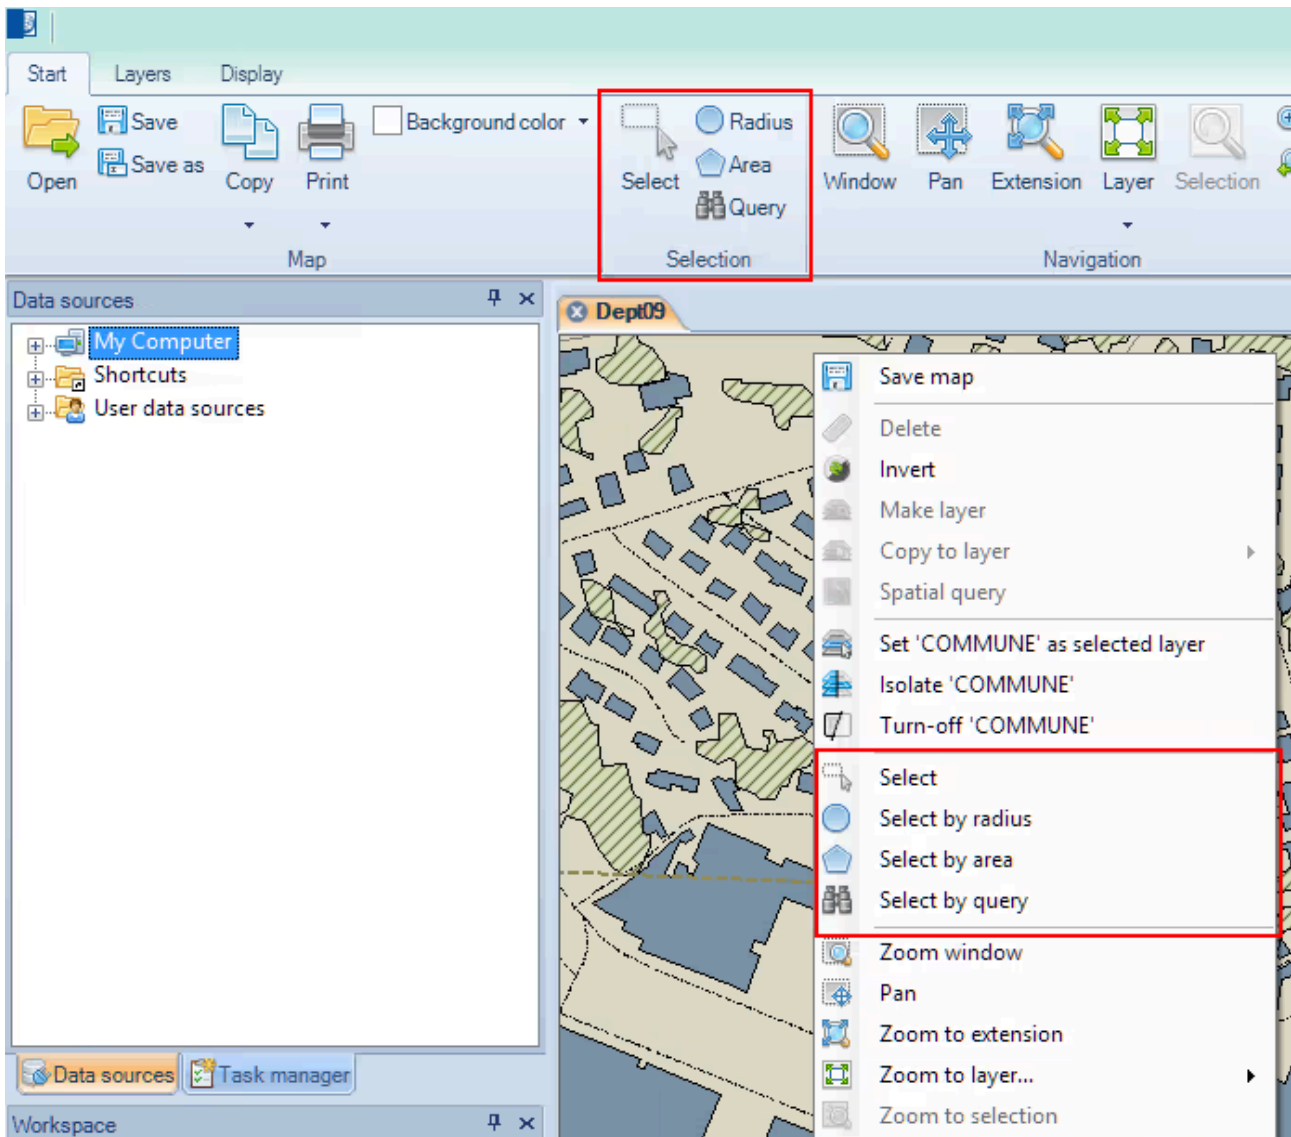 Start Layers Display
Open
Save
Save as
Copy
Print
Background color
Map
Select
Radius
Area
Query
Selection
Window
Pan
Extension
Layer
Selection
Navigation
Data sources
My Computer
Shortcuts
User data sources
Data sources
Task manager
Workspace
Dept09
Save map
Delete
Invert
Make layer
Copy to layer
Spatial query
Set 'COMMUNE' as selected layer
Isolate 'COMMUNE'
Turn-off 'COMMUNE'
Select
Select by radius
Select by area
Select by query
Zoom window
Pan
Zoom to extension
Zoom to layer...
Zoom to selection